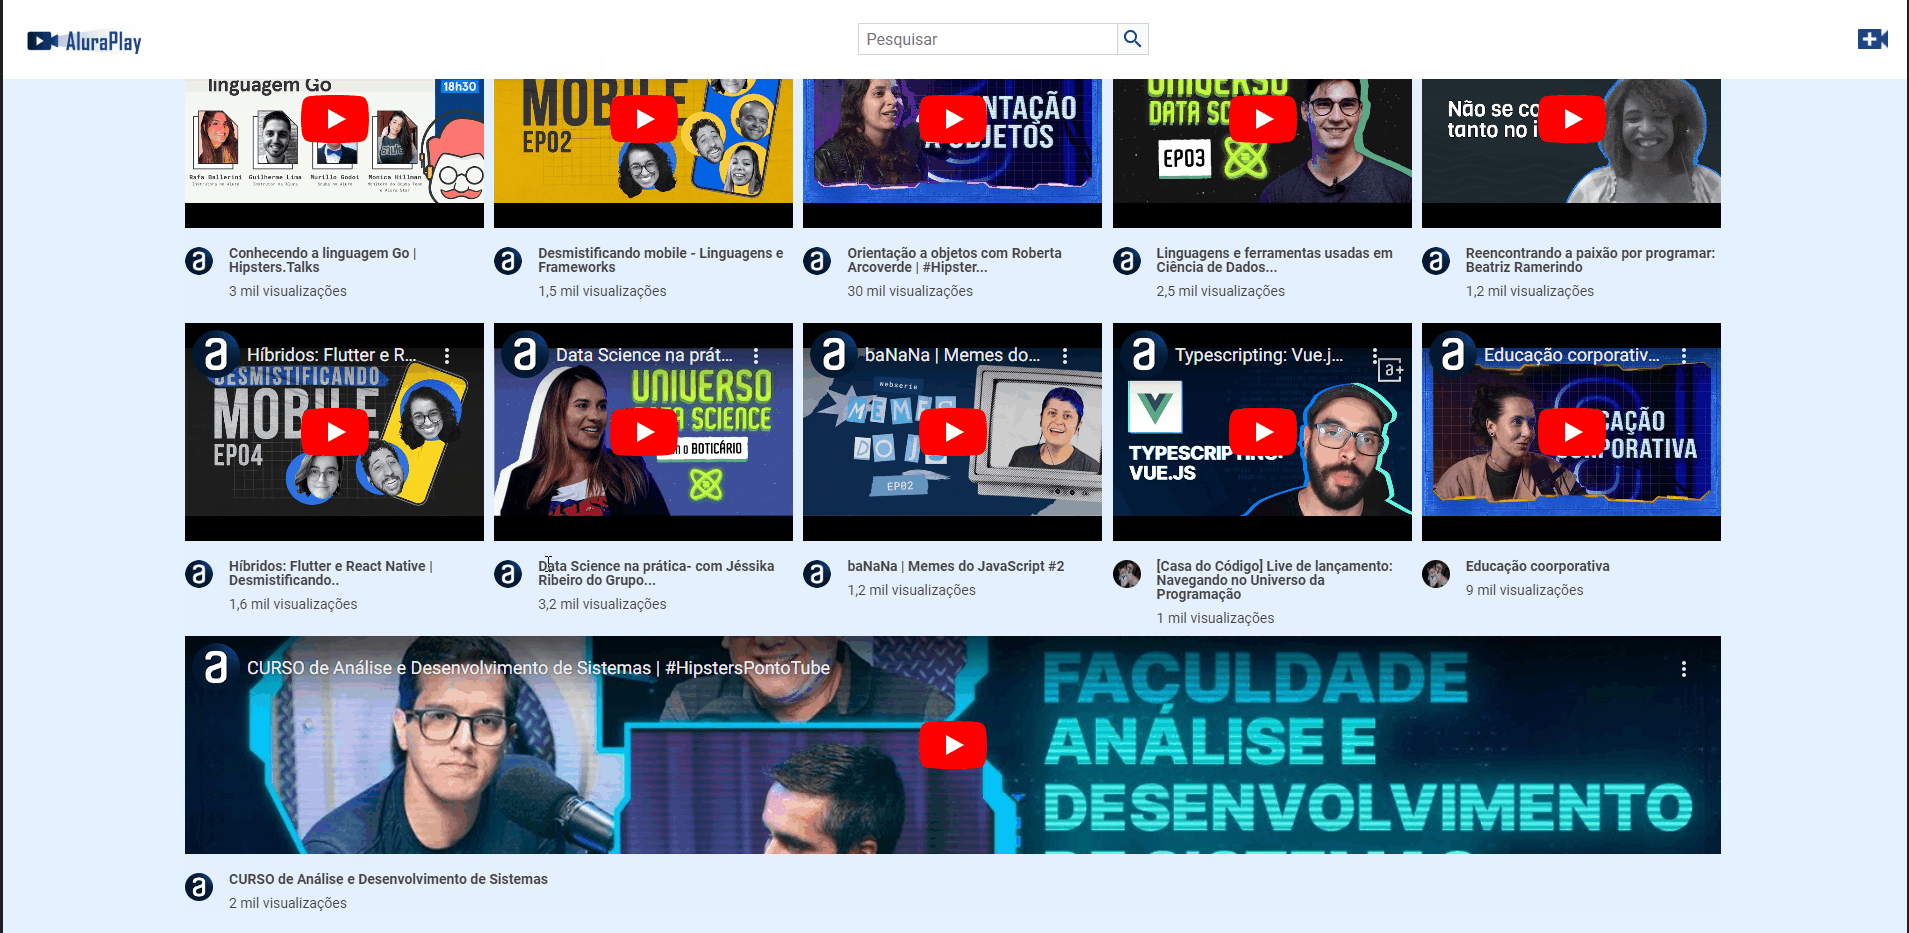 AluraPlay
Pesquisar
linguagem Go
18h30
Rafa Ballerini
Guilherme Lima
Murillo Godoi
Monica Hillman
MOBILE
EP02
NTAÇÃO
A OBJETOS
UNIVERSO
DATA SC
EP03
Não se co
tanto no i
Conhecendo a linguagem Go |
Hipsters.Talks
3 mil visualizações
Desmistificando mobile - Linguagens e
Frameworks
1,5 mil visualizações
Orientação a objetos com Roberta
Arcoverde | #Hipster...
30 mil visualizações
Linguagens e ferramentas usadas em
Ciência de Dados...
2,5 mil visualizações
Reencontrando a paixão por programar:
Beatriz Ramerindo
1,2 mil visualizações
a Híbridos: Flutter e R...
DESMISTIFICANDO
MOBILE
EP04
a Data Science na prát...
UNIVERSO
DATA SCIENCE
O BOTICÁRIO
a baNaNa | Memes do...
Webserie
MEMES
DO JS
EP02
a Typescripting: Vue.j...
a+
TYPESCRIPTING:
VUE.JS
a Educação corporativ...
CAÇÃO
CORPORATIVA
Híbridos: Flutter e React Native |
Desmistificando..
1,6 mil visualizações
Data Science na prática- com Jéssika
Ribeiro do Grupo...
3,2 mil visualizações
baNaNa | Memes do JavaScript #2
1,2 mil visualizações
[Casa do Código] Live de lançamento:
Navegando no Universo da
Programação
1 mil visualizações
Educação coorporativa
9 mil visualizações
a CURSO de Análise e Desenvolvimento de Sistemas | #HipstersPontoTube
FACULDADE
ANÁLISE E
DESENVOLVIMENTO
DE SISTEMAS
CURSO de Análise e Desenvolvimento de Sistemas
2 mil visualizações